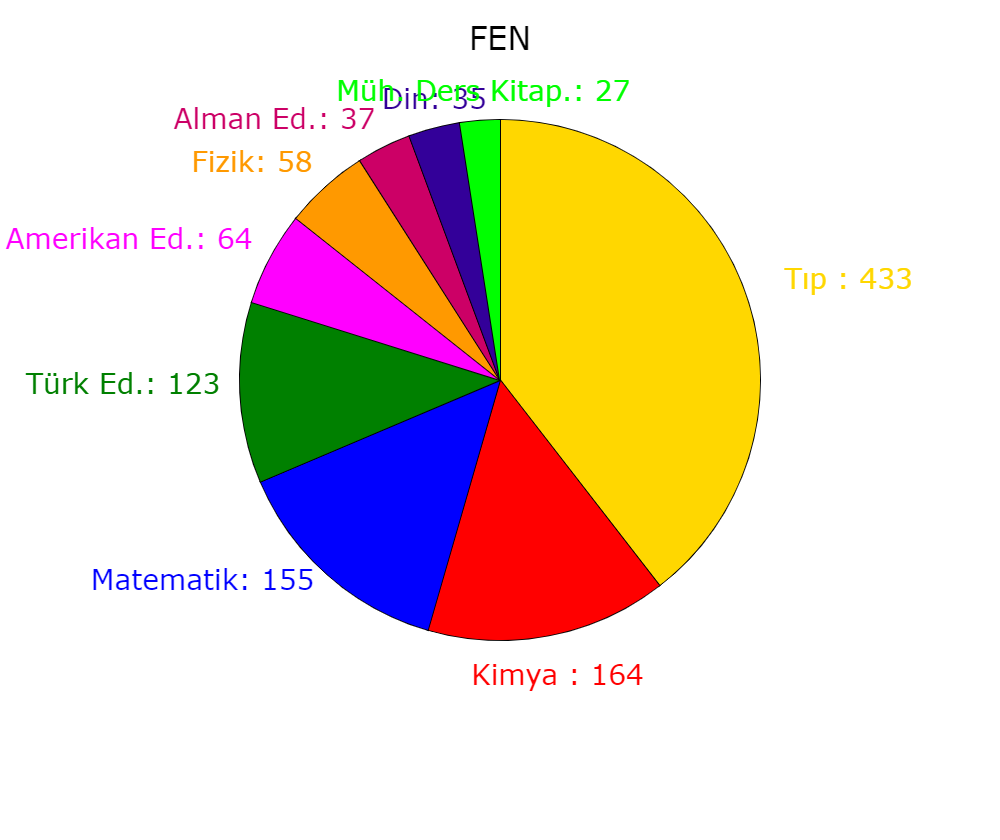 FEN
Müh. Ders Kitap.: 27
Din: 35
Alman Ed.: 37
Fizik: 58
Amerikan Ed.: 64
Tıp : 433
Türk Ed.: 123
Matematik: 155
Kimya : 164